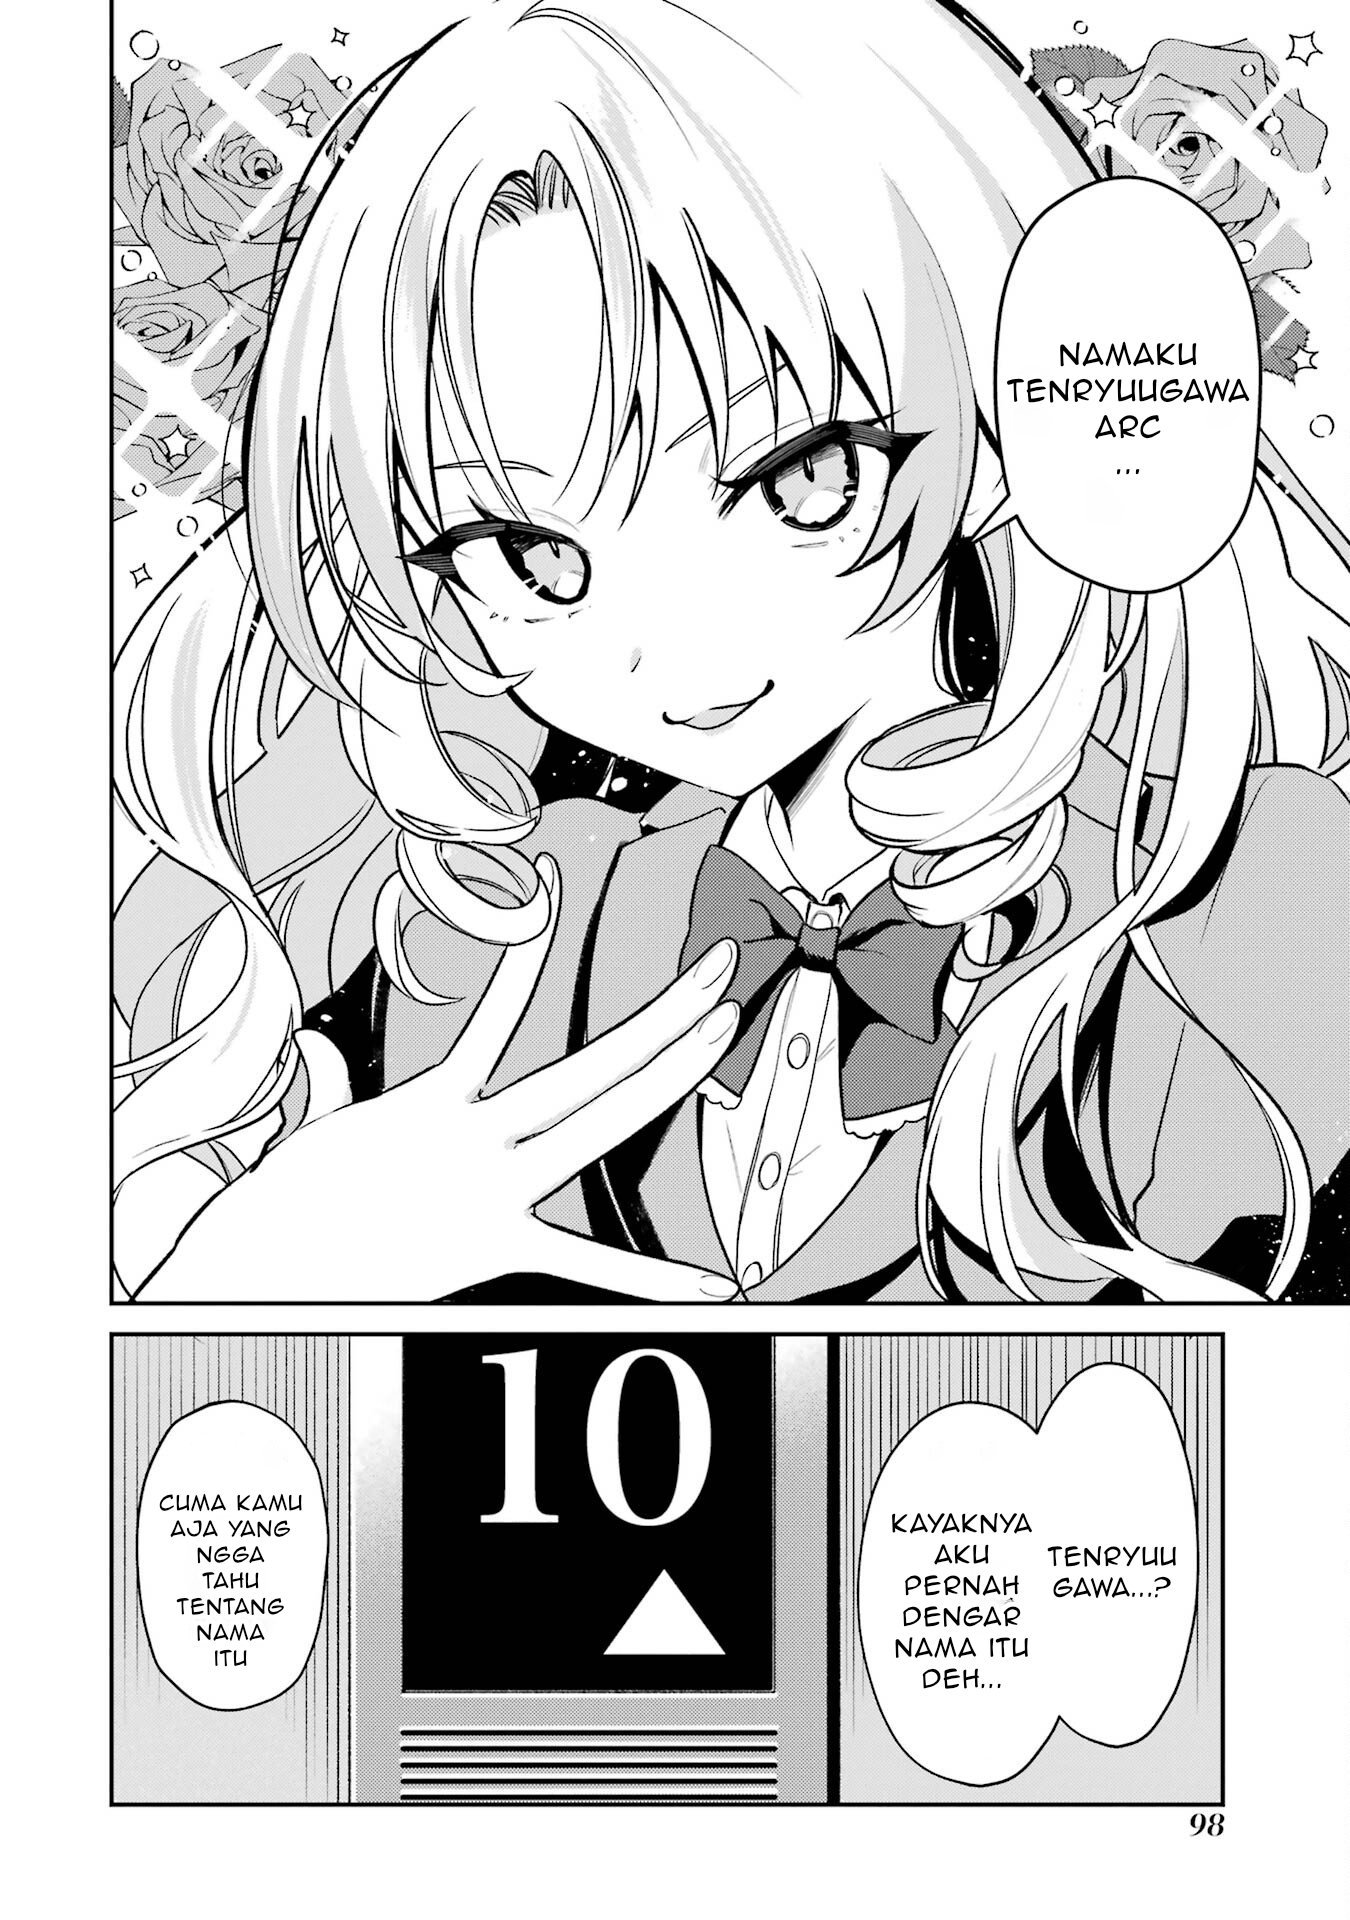 NAMAKU
TENRYUUGAWA
ARC
...
TENRYUU
GAWA...?
KAYAKNYA
AKU
PERNAH
DENGAR
NAMA ITU
DEH...
10
CUMA KAMU
AJA YANG
NGGA
TAHU
TENTANG
NAMA
ITU
98